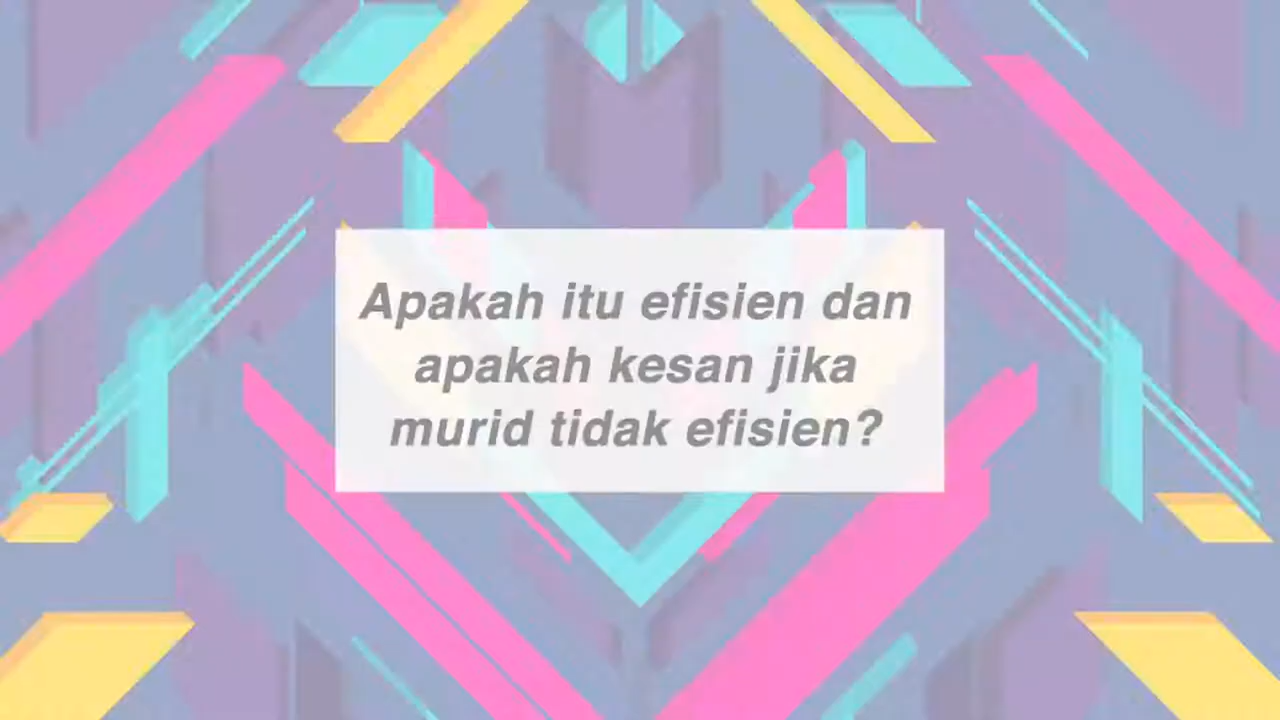 Apakah itu efisien dan
apakah kesan jika
murid tidak efisien?